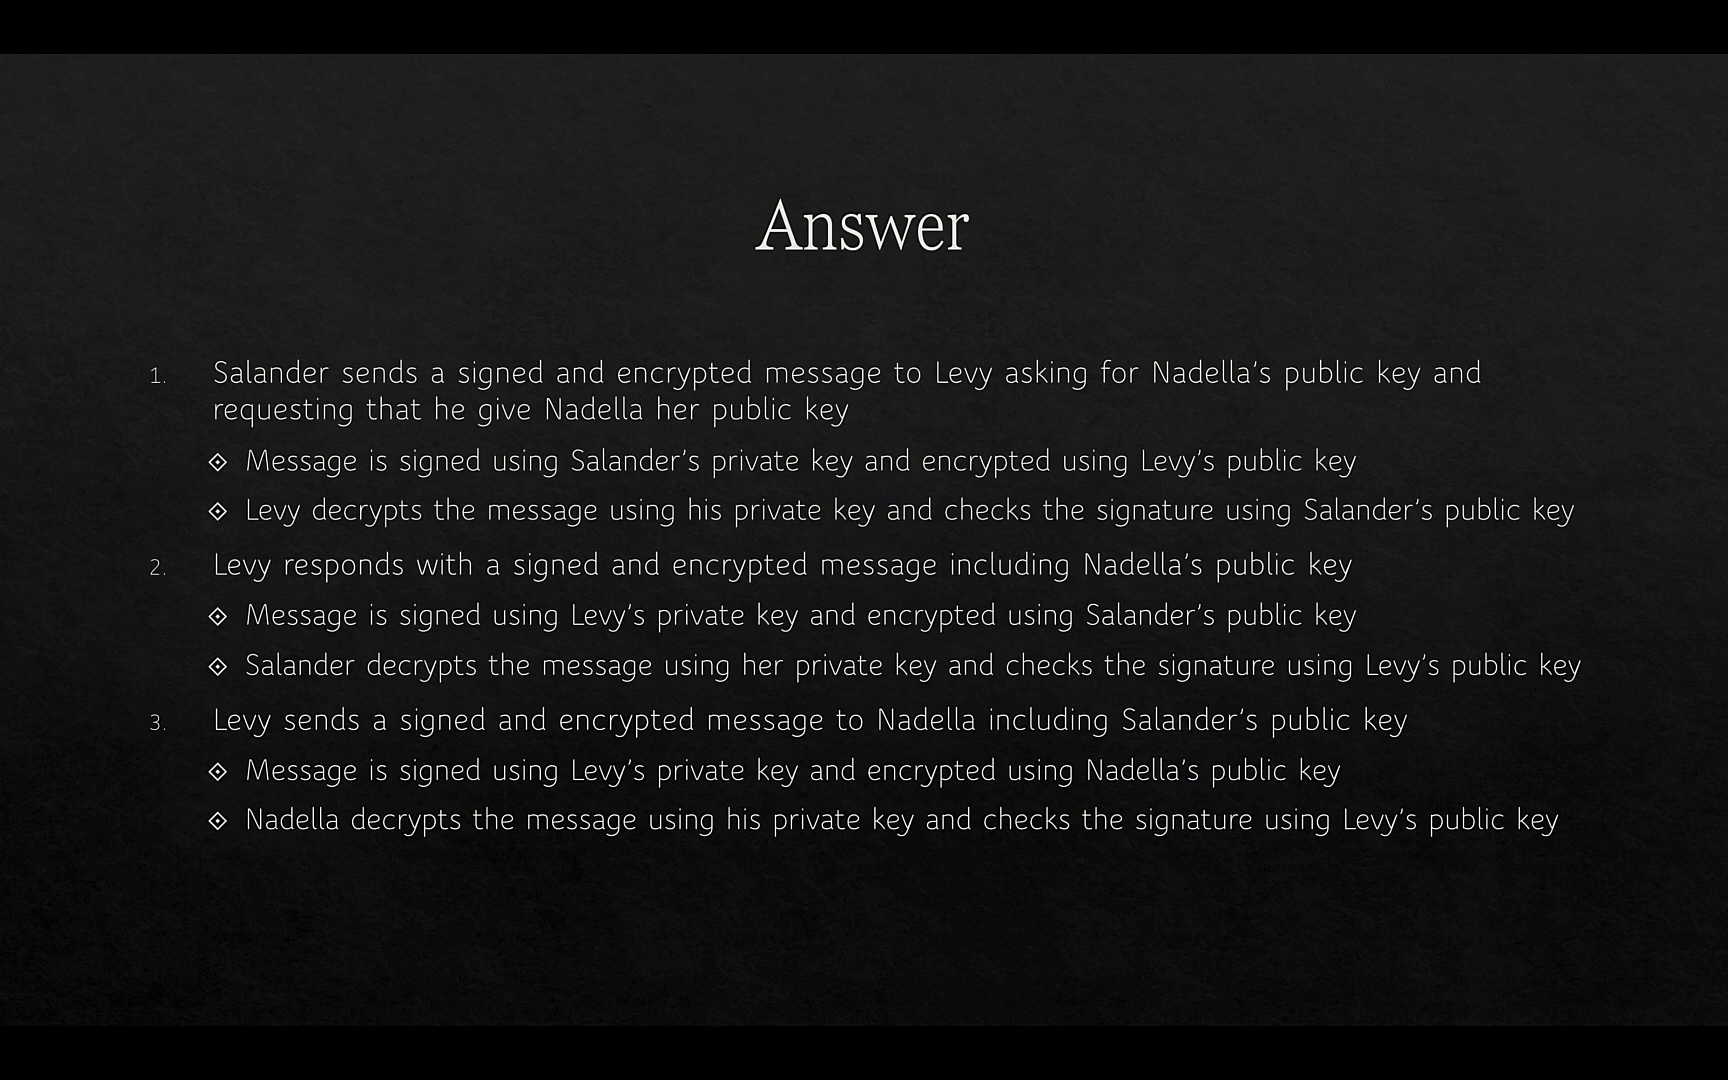 Answer
1. Salander sends a signed and encrypted message to Levy asking for Nadella’s public key and
requesting that he give Nadella her public key
Message is signed using Salander’s private key and encrypted using Levy’s public key
Levy decrypts the message using his private key and checks the signature using Salander’s public key
2. Levy responds with a signed and encrypted message including Nadella’s public key
Message is signed using Levy’s private key and encrypted using Salander’s public key
Salander decrypts the message using her private key and checks the signature using Levy’s public key
3. Levy sends a signed and encrypted message to Nadella including Salander’s public key
Message is signed using Levy’s private key and encrypted using Nadella’s public key
Nadella decrypts the message using his private key and checks the signature using Levy’s public key